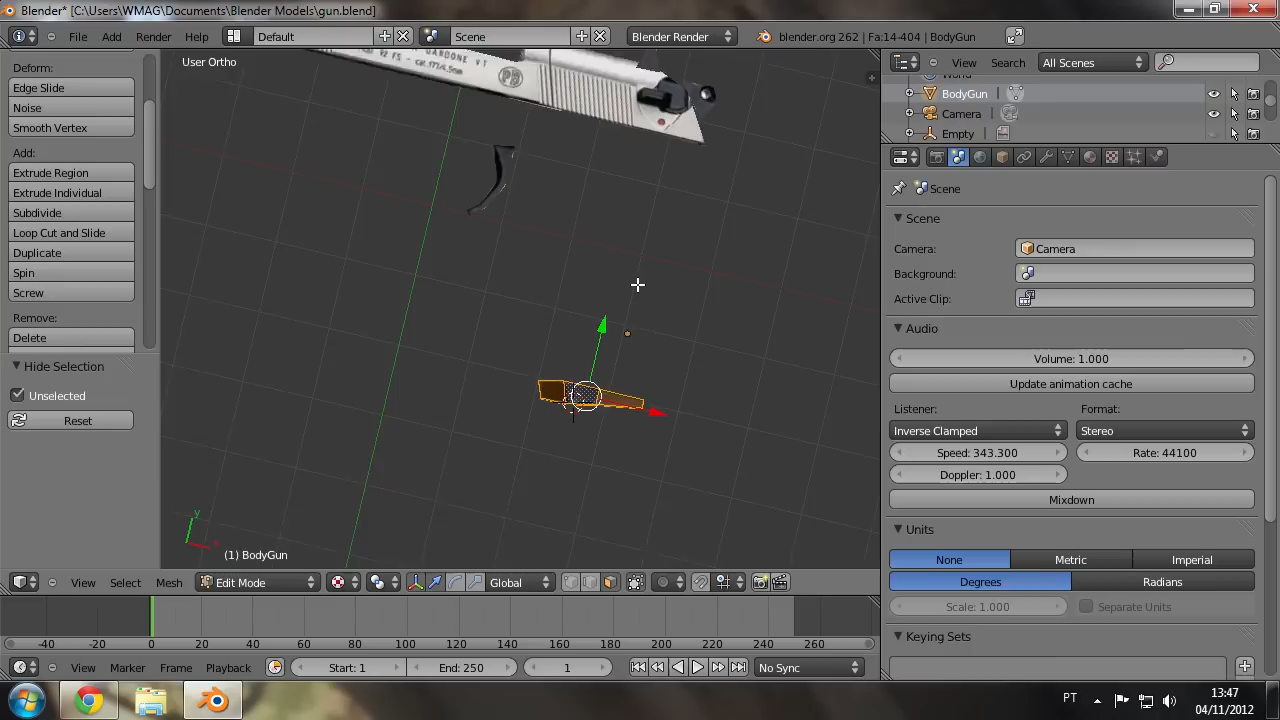 Blender* [C:\Users\WMAG\Documents\Blender Models\gun.blend]
File Add Render Help Default Scene Blender Render blender.org 262 | Fa:14-404 | BodyGun
Deform:
Edge Slide
Noise
Smooth Vertex
Add:
Extrude Region
Extrude Individual
Subdivide
Loop Cut and Slide
Duplicate
Spin
Screw
Remove:
Delete
Hide Selection
Unselected
Reset
User Ortho
GARDONE V T
PB
y
x
(1) BodyGun
View Select Mesh Edit Mode Global
-40 -20 0 20 40 60 80 100 120 140 160 180 200 220 240 260
View Marker Frame Playback Start: 1 End: 250 1 No Sync
View Search All Scenes
World
BodyGun
Camera
Empty
Scene
Scene
Camera: Camera
Background:
Active Clip:
Audio
Volume: 1.000
Update animation cache
Listener: Format:
Inverse Clamped Stereo
Speed: 343.300 Rate: 44100
Doppler: 1.000
Mixdown
Units
None Metric Imperial
Degrees Radians
Scale: 1.000 Separate Units
Keying Sets
PT 13:47
04/11/2012